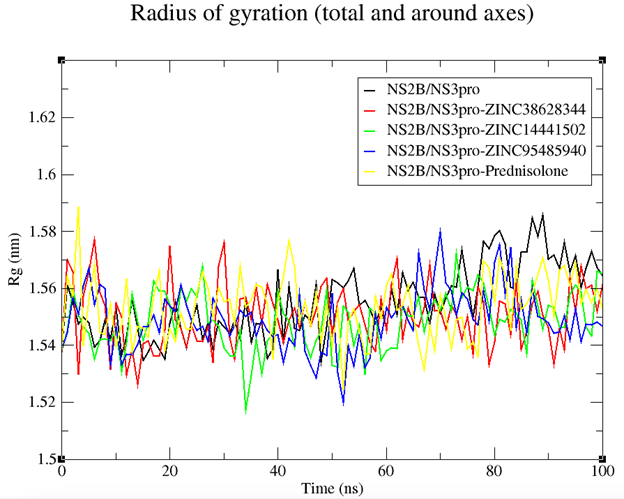 Radius of gyration (total and around axes)
NS2B/NS3pro
NS2B/NS3pro-ZINC38628344
NS2B/NS3pro-ZINC14441502
NS2B/NS3pro-ZINC95485940
NS2B/NS3pro-Prednisolone
1.62
1.6
1.58
1.56
1.54
1.52
1.5
Rg (nm)
0 20 40 60 80 100
Time (ns)